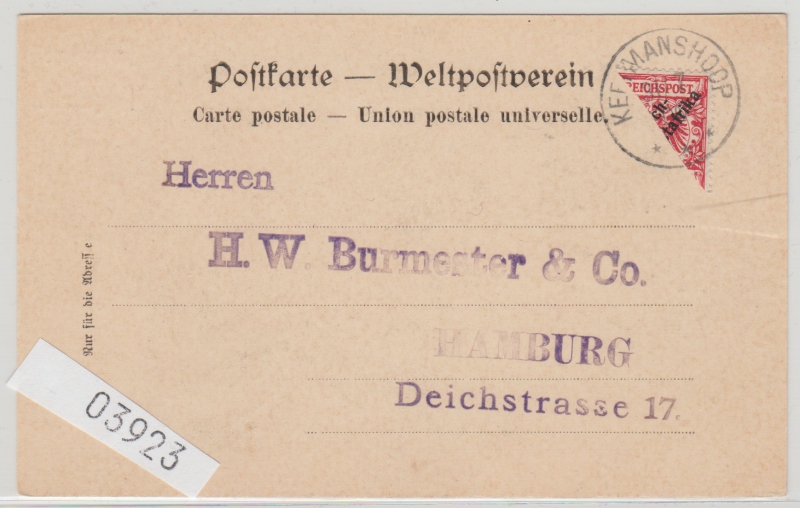 Postkarte — Weltpostverein
Carte postale — Union postale universelle.
KEETMANSHOOP
REICHSPOST
Herren
H. W. Burmester & Co.
HAMBURG
Deichstrasse 17.
Nur für die Adresse
03923